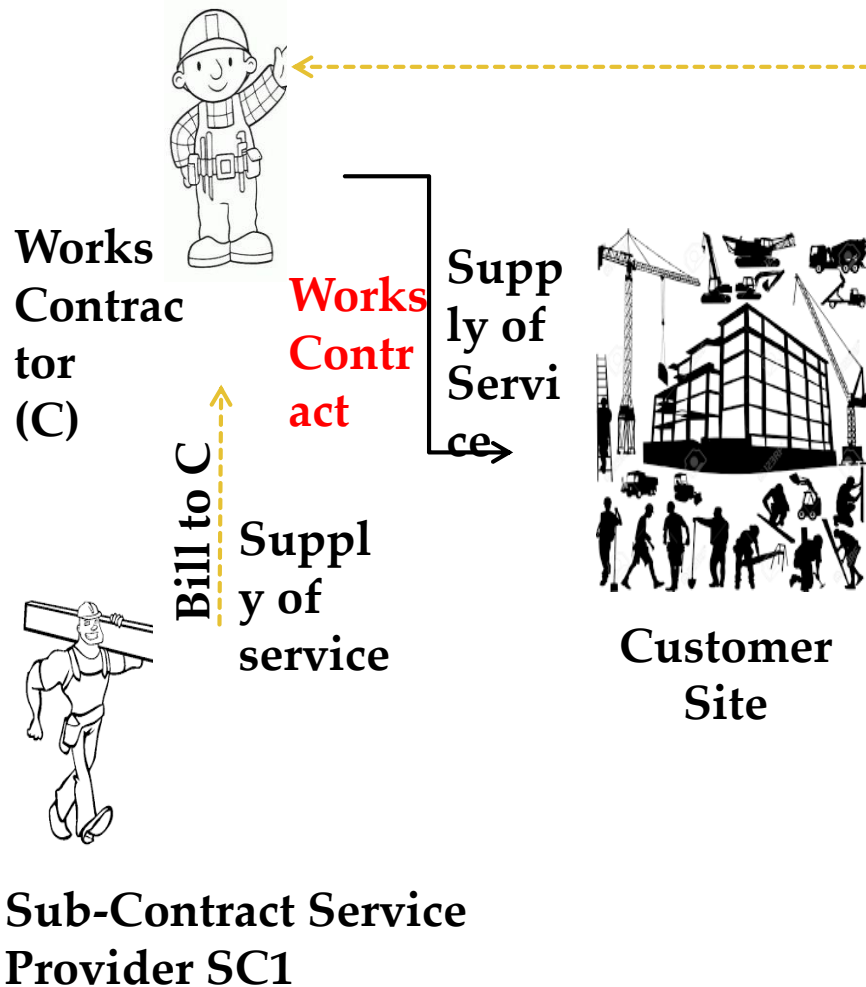 Works
Contrac
tor
(C)
Works
Contr
act
Supp
ly of
Servi
ce
Bill to C
Suppl
y of
service
Customer
Site
Sub-Contract Service
Provider SC1